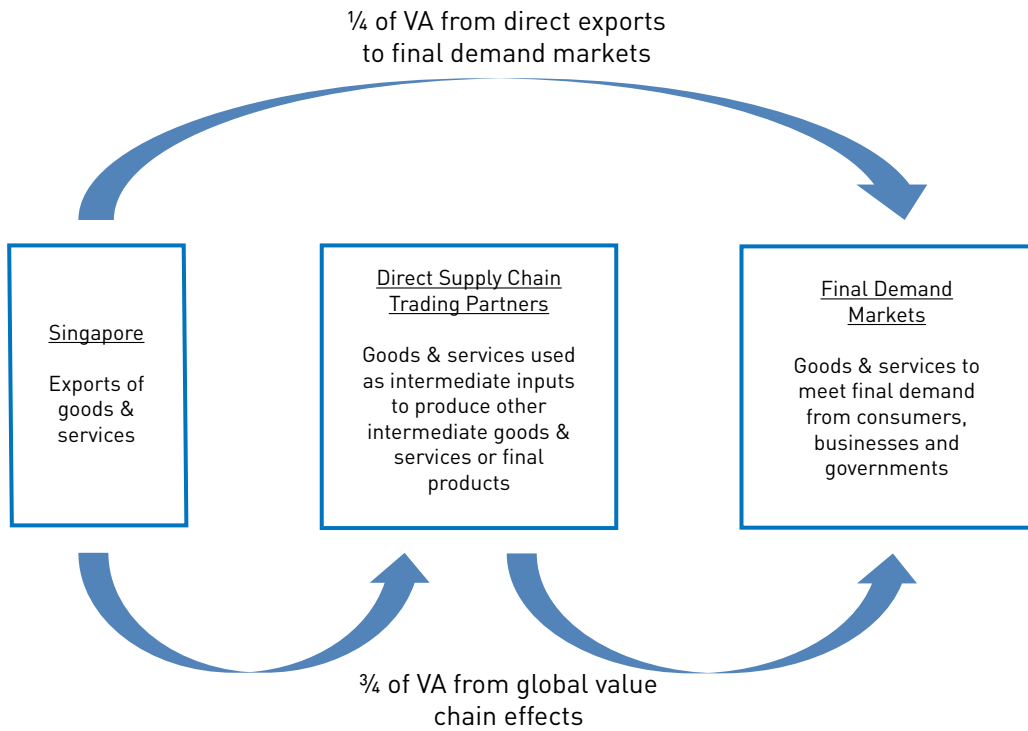 ¼ of VA from direct exports
to final demand markets
Singapore
Exports of
goods &
services
Direct Supply Chain
Trading Partners
Goods & services used
as intermediate inputs
to produce other
intermediate goods &
services or final
products
Final Demand
Markets
Goods & services to
meet final demand
from consumers,
businesses and
governments
¾ of VA from global value
chain effects